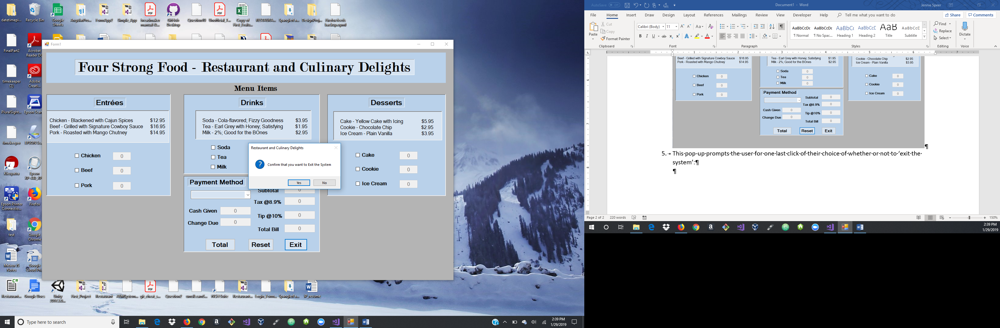 datetimepi...
Recycle Bin
Google Sheets
AngularPro...
FormApp2
Simple_App
breadmaker manual &...
GitHub Desktop
Question10
Unofficial_T...
Copy of First_Evalu...
RESTAURA...
SpanglerFa...
DesignProj...
Firefox feeds backup.opml
FinalPart2
Acrobat Reader DC
timekeeper (2)
Adobe Creati...
PluralSight...
Epson Scan
timekeeper
EPSON Sca
Kleopatra
Epson XP-440_XP
Epson Printer Connectio...
Firefox
test
Google Chrome
Meteor JS Notes
Google Cloud Pri...
Restaurant...
Google Docs
Unity 2017.3.0...
First_Project
Restaurant
ATMSystem...
git_cheat_s...
Question2
umslLearnS...
NCH Suite
Restaurant...
Login_Form...
SpanglerFa...
JP_resume
Form1
Four Strong Food - Restaurant and Culinary Delights
Menu Items
Entrées
Chicken - Blackened with Cajun Spices $12.95
Beef - Grilled with Signature Cowboy Sauce $16.95
Pork - Roasted with Mango Chutney $14.95
Chicken 0
Beef 0
Pork 0
Drinks
Soda - Cola-flavored; Fizzy Goodness $3.95
Tea - Earl Grey with Honey; Satisfying $1.95
Milk - 2%; Good for the BOnes $2.95
Soda
Tea
Milk
Desserts
Cake - Yellow Cake with Icing $5.95
Cookie - Chocolate Chip $2.95
Ice Cream - Plain Vanilla $3.95
Cake 0
Cookie 0
Ice Cream 0
Restaurant and Culinary Delights
Confirm that you want to Exit the System
Yes No
Payment Method
Subtotal 0
Tax @8.9% 0
Cash Given 0
Tip @10% 0
Change Due 0
Total Bill 0
Total Reset Exit
Type here to search
2:39 PM
1/29/2019
AutoSave Off
Document1 - Word
Jennie Speer
File Home Insert Draw Design Layout References Mailings Review View Developer Help Tell me what you want to do
Share Comments
Paste
Cut
Copy
Format Painter
Clipboard
Calibri (Body) 11
Font
Paragraph
AaBbCcDc AaBbCcDc AaBbCc AaBbCcD AaB AaBbCcD
¶ Normal ¶ No Spac... Heading 1 Heading 2 Title Subtitle
Styles
Find
Replace
Select
Editing
Dictate
Voice
1 1 2 3 4 5 6 7
6
7
8
Beef - Grilled with Signature Cowboy Sauce $16.95
Pork - Roasted with Mango Chutney $14.95
Chicken 0
Beef 0
Pork 0
Tea - Earl Grey with Honey; Satisfying $1.95
Milk - 2%; Good for the BOnes $2.95
Soda 0
Tea 0
Milk 0
Cookie - Chocolate Chip $2.95
Ice Cream - Plain Vanilla $3.95
Cake 0
Cookie 0
Ice Cream 0
Payment Method
Subtotal 0
Tax @8.9% 0
Cash Given 0
Tip @10% 0
Change Due 0
Total Bill 0
Total Reset Exit
¶
5.→This·pop-up·prompts·the·user·for·one·last·click·of·their·choice·of·whether·or·not·to·‘exit·the·
system’:¶
¶
Page 2 of 2 220 words
150%
2:39 PM
1/29/2019